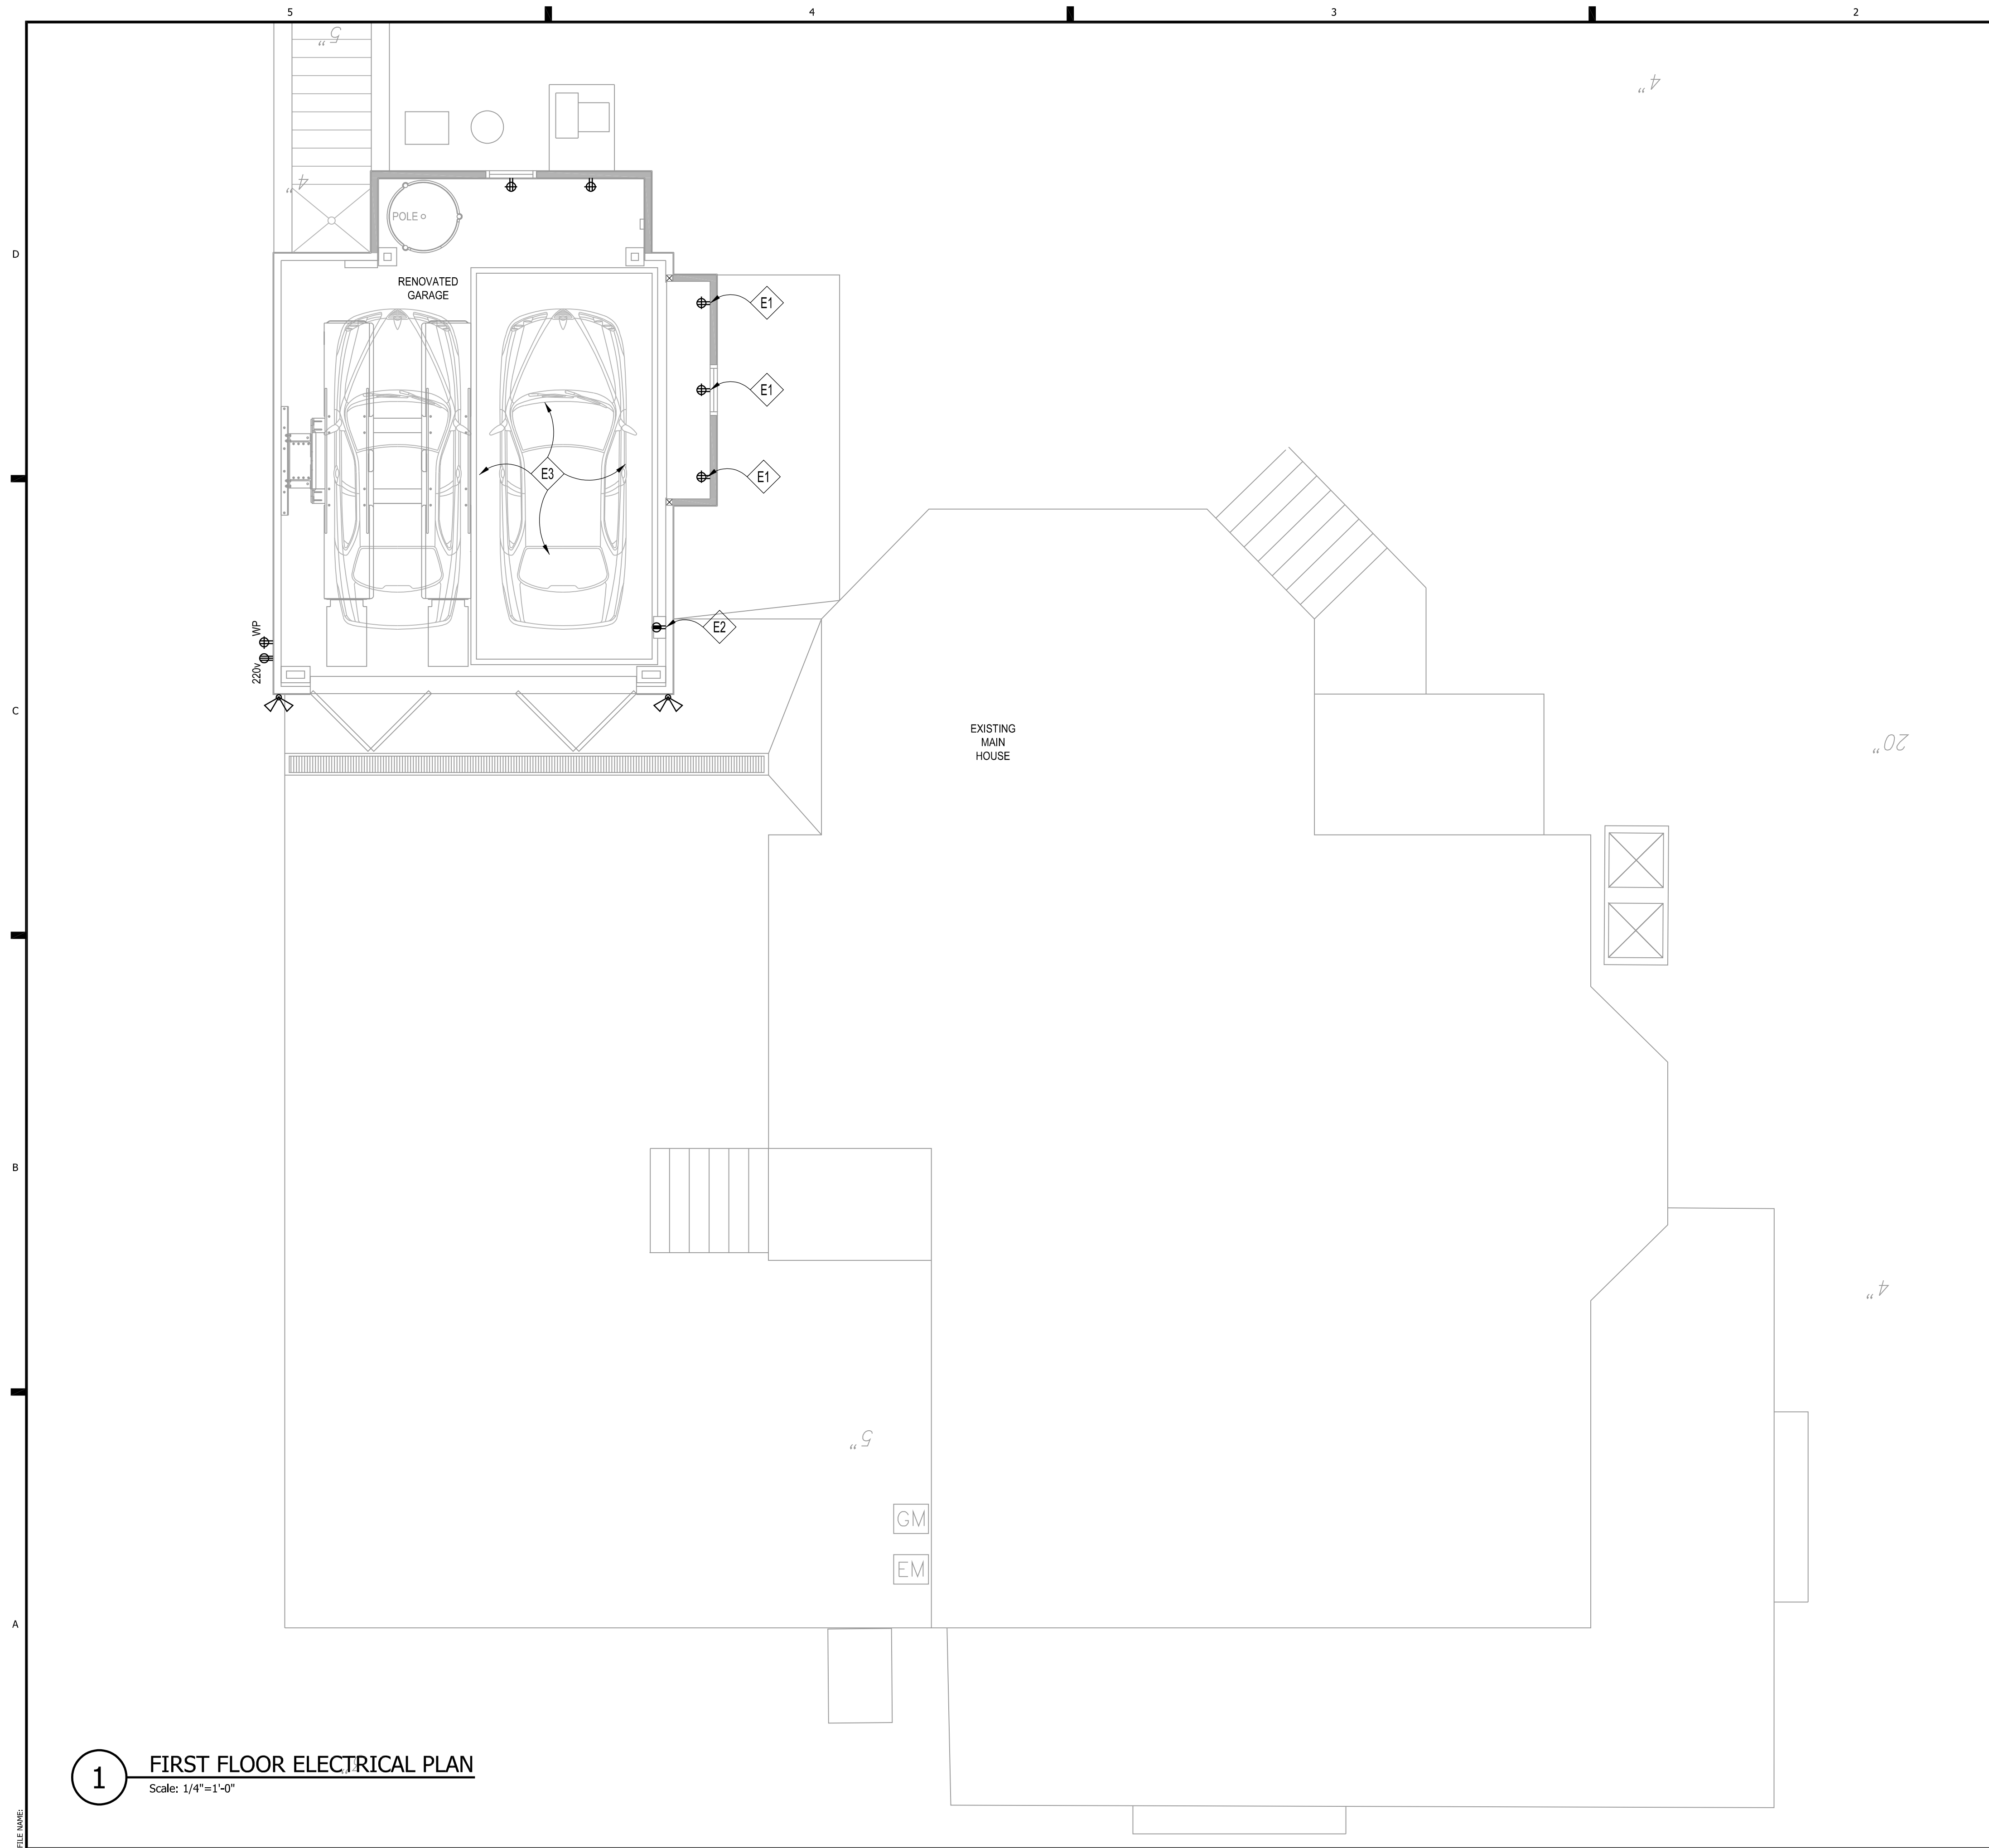 5 4 3 2
5"
4"
4"
POLE
D
RENOVATED
GARAGE
E1
E1
E3
E1
E2
WP
220v
C
EXISTING
MAIN
HOUSE
20"
B
4"
5"
GM
EM
A
1
FIRST FLOOR ELECTRICAL PLAN
Scale: 1/4"=1'-0"
FILE NAME: